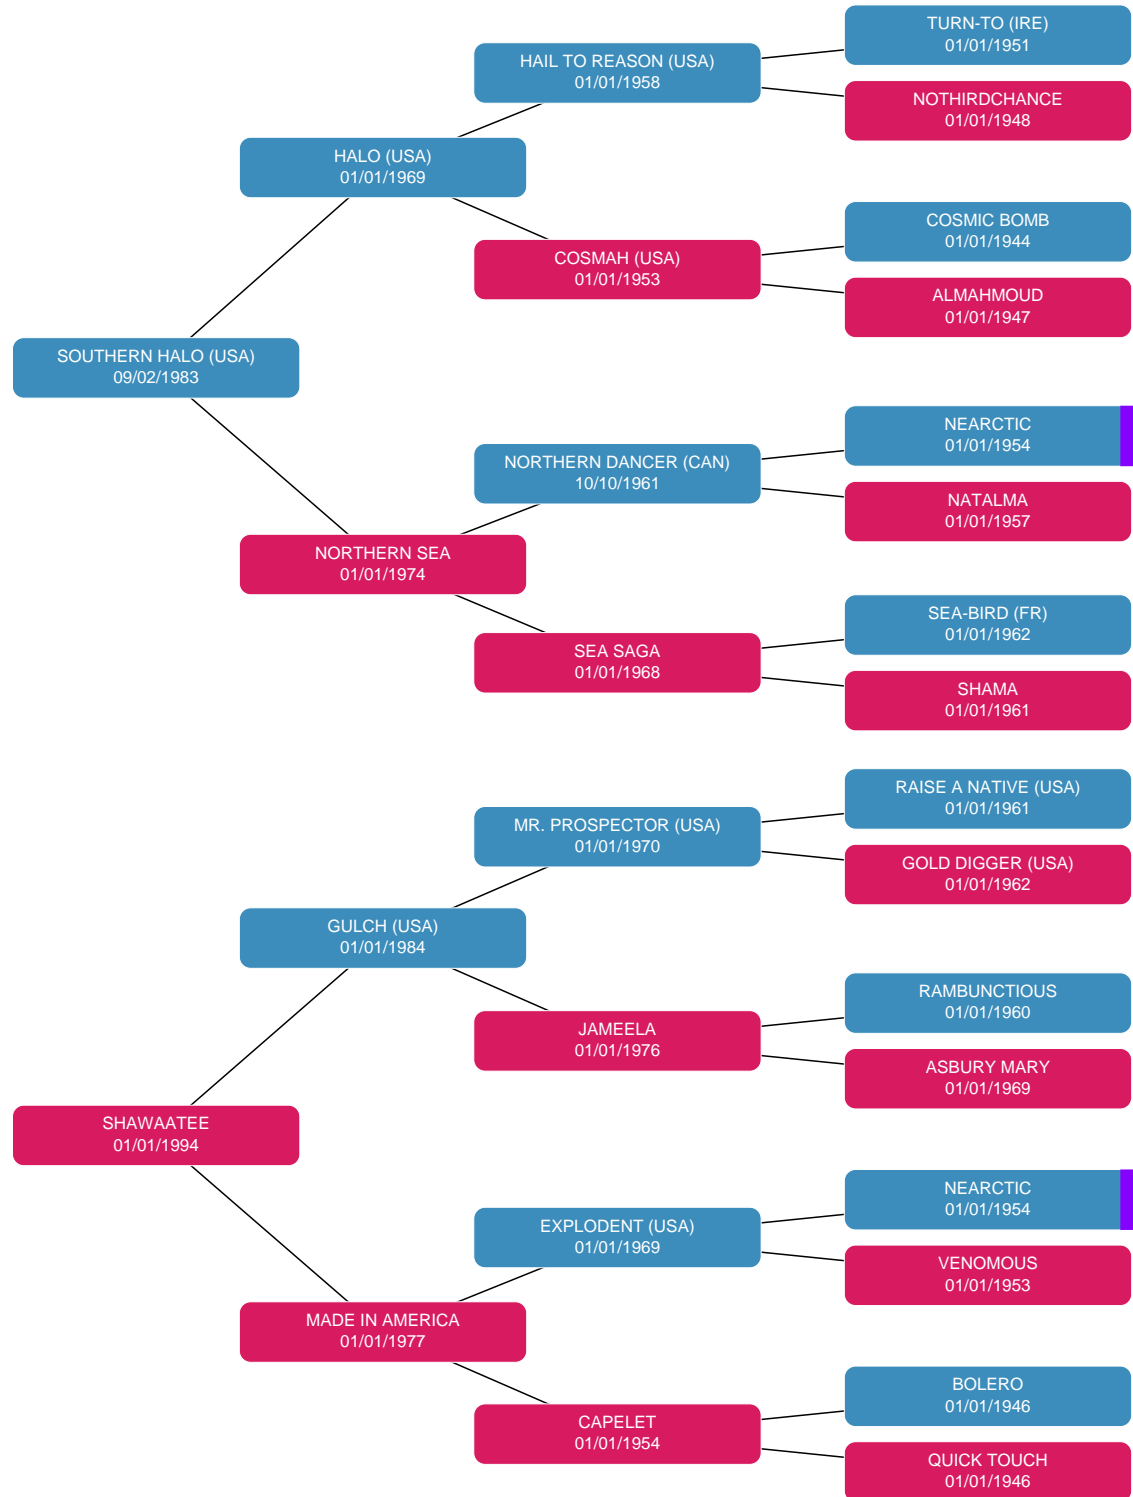 TURN-TO (IRE)
01/01/1951
HAIL TO REASON (USA)
01/01/1958
NOTHIRDCHANCE
01/01/1948
HALO (USA)
01/01/1969
COSMIC BOMB
01/01/1944
COSMAH (USA)
01/01/1953
ALMAHMOUD
01/01/1947
SOUTHERN HALO (USA)
09/02/1983
NEARCTIC
01/01/1954
NORTHERN DANCER (CAN)
10/10/1961
NATALMA
01/01/1957
NORTHERN SEA
01/01/1974
SEA-BIRD (FR)
01/01/1962
SEA SAGA
01/01/1968
SHAMA
01/01/1961
RAISE A NATIVE (USA)
01/01/1961
MR. PROSPECTOR (USA)
01/01/1970
GOLD DIGGER (USA)
01/01/1962
GULCH (USA)
01/01/1984
RAMBUNCTIOUS
01/01/1960
JAMEELA
01/01/1976
ASBURY MARY
01/01/1969
SHAWAATEE
01/01/1994
NEARCTIC
01/01/1954
EXPLODENT (USA)
01/01/1969
VENOMOUS
01/01/1953
MADE IN AMERICA
01/01/1977
BOLERO
01/01/1946
CAPELET
01/01/1954
QUICK TOUCH
01/01/1946